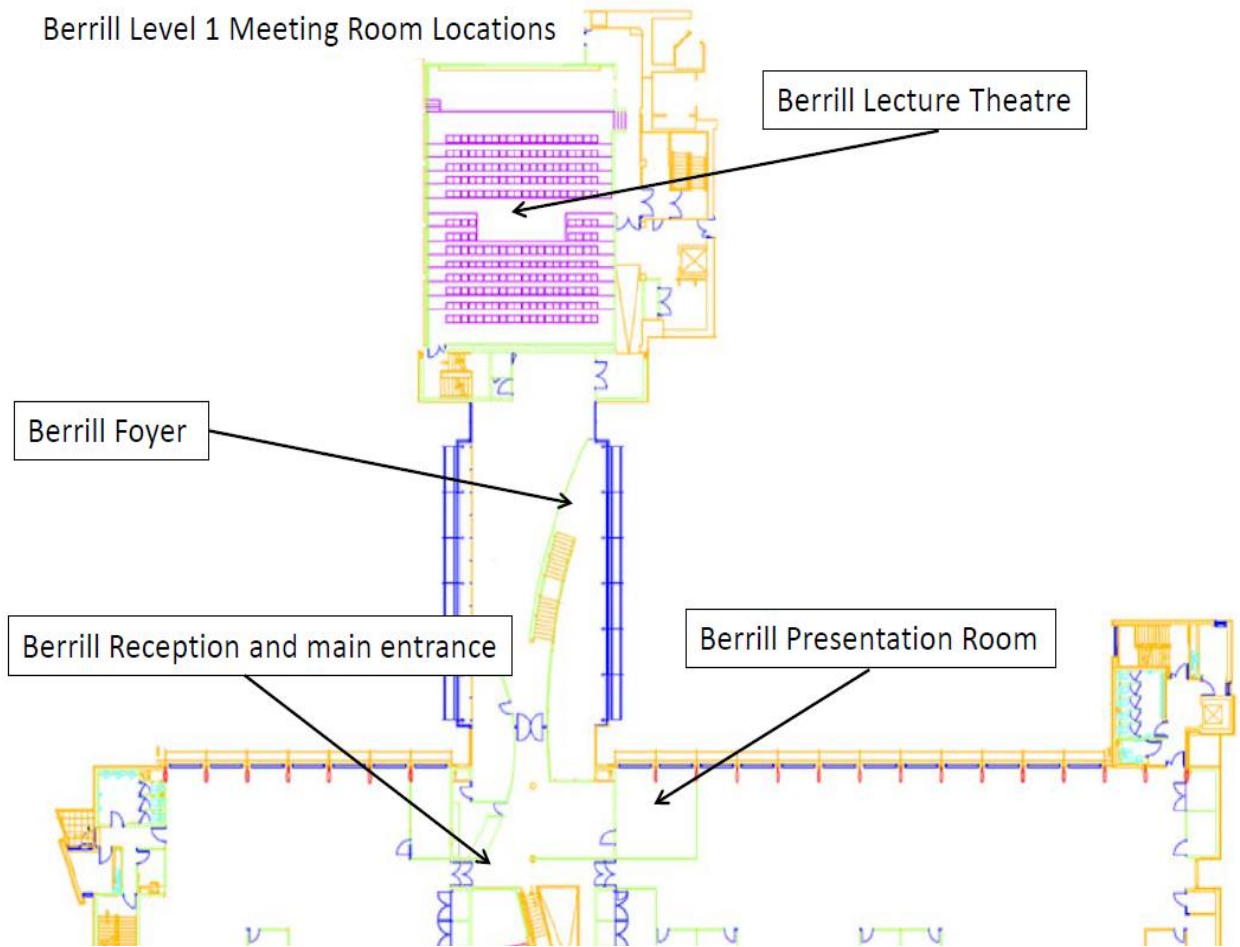 Berrill Level 1 Meeting Room Locations
Berrill Lecture Theatre
Berrill Foyer
Berrill Reception and main entrance
Berrill Presentation Room